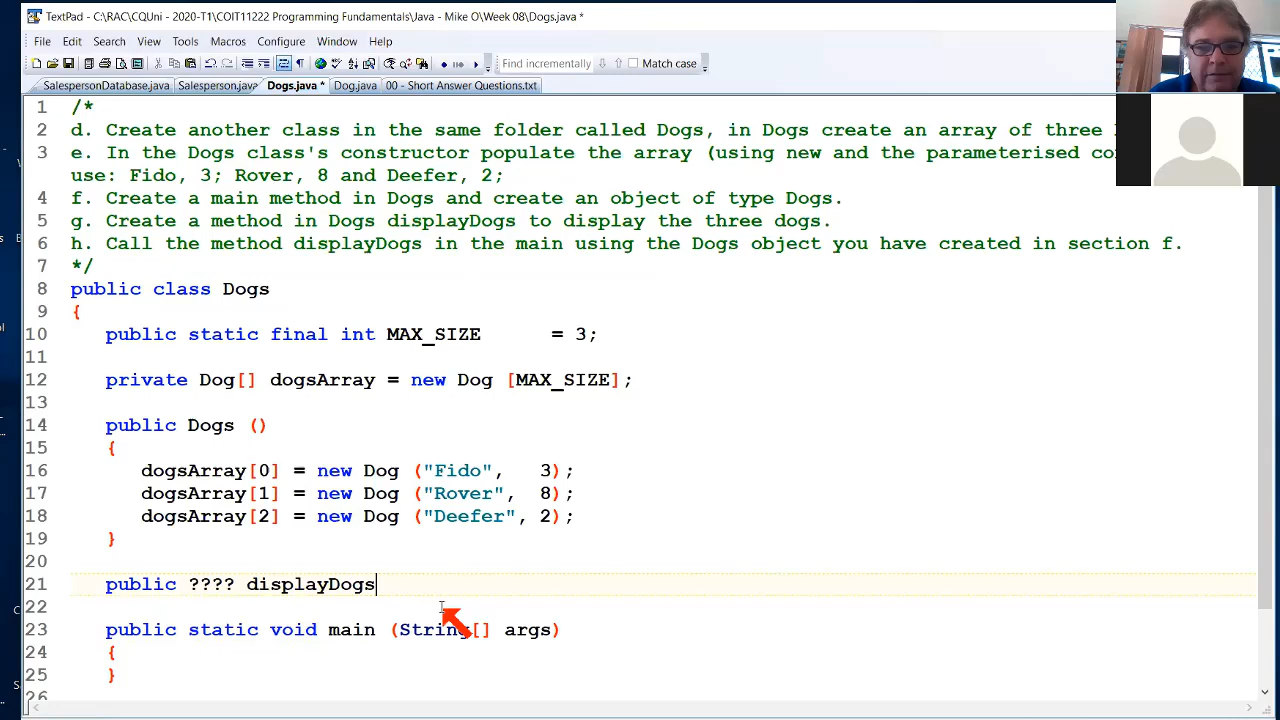 TextPad - C:\RAC\CQUni - 2020-T1\COIT11222 Programming Fundamentals\Java - Mike O\Week 08\Dogs.java *
File Edit Search View Tools Macros Configure Window Help
Find incrementally Match case
SalespersonDatabase.java Salesperson.java Dogs.java * Dog.java 00 - Short Answer Questions.txt
1 /*
2 d. Create another class in the same folder called Dogs, in Dogs create an array of three
3 e. In the Dogs class's constructor populate the array (using new and the parameterised co
use: Fido, 3; Rover, 8 and Deefer, 2;
4 f. Create a main method in Dogs and create an object of type Dogs.
5 g. Create a method in Dogs displayDogs to display the three dogs.
6 h. Call the method displayDogs in the main using the Dogs object you have created in section f.
7 */
8 public class Dogs
9 {
10 public static final int MAX_SIZE = 3;
11
12 private Dog[] dogsArray = new Dog [MAX_SIZE];
13
14 public Dogs ()
15 {
16 dogsArray[0] = new Dog ("Fido", 3);
17 dogsArray[1] = new Dog ("Rover", 8);
18 dogsArray[2] = new Dog ("Deefer", 2);
19 }
20
21 public ???? displayDogs
22
23 public static void main (String[] args)
24 {
25 }
26